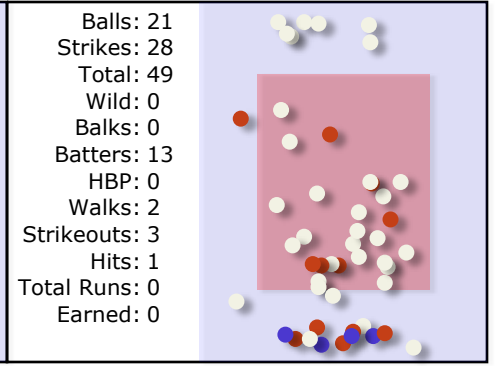 Balls: 21
Strikes: 28
Total: 49
Wild: 0
Balks: 0
Batters: 13
HBP: 0
Walks: 2
Strikeouts: 3
Hits: 1
Total Runs: 0
Earned: 0